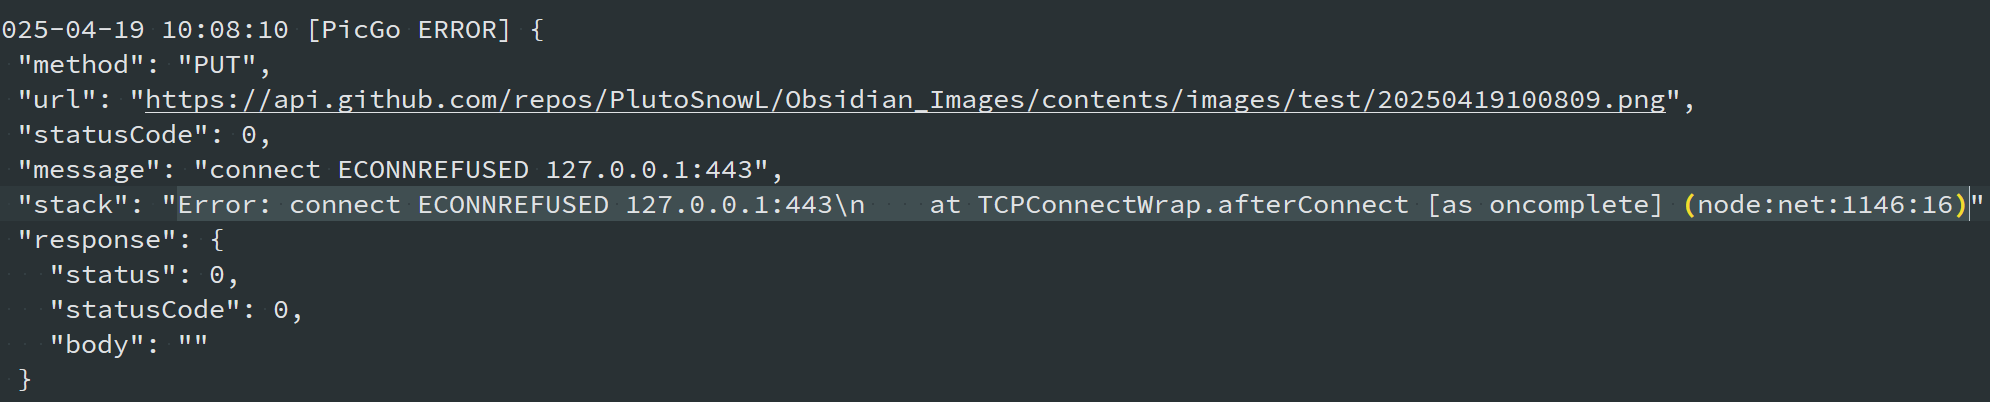 025-04-19 10:08:10 [PicGo ERROR] {
"method": "PUT",
"url": "https://api.github.com/repos/PlutoSnowL/Obsidian_Images/contents/images/test/20250419100809.png",
"statusCode": 0,
"message": "connect ECONNREFUSED 127.0.0.1:443",
"stack": "Error: connect ECONNREFUSED 127.0.0.1:443\n    at TCPConnectWrap.afterConnect [as oncomplete] (node:net:1146:16)"
"response": {
"status": 0,
"statusCode": 0,
"body": ""
}